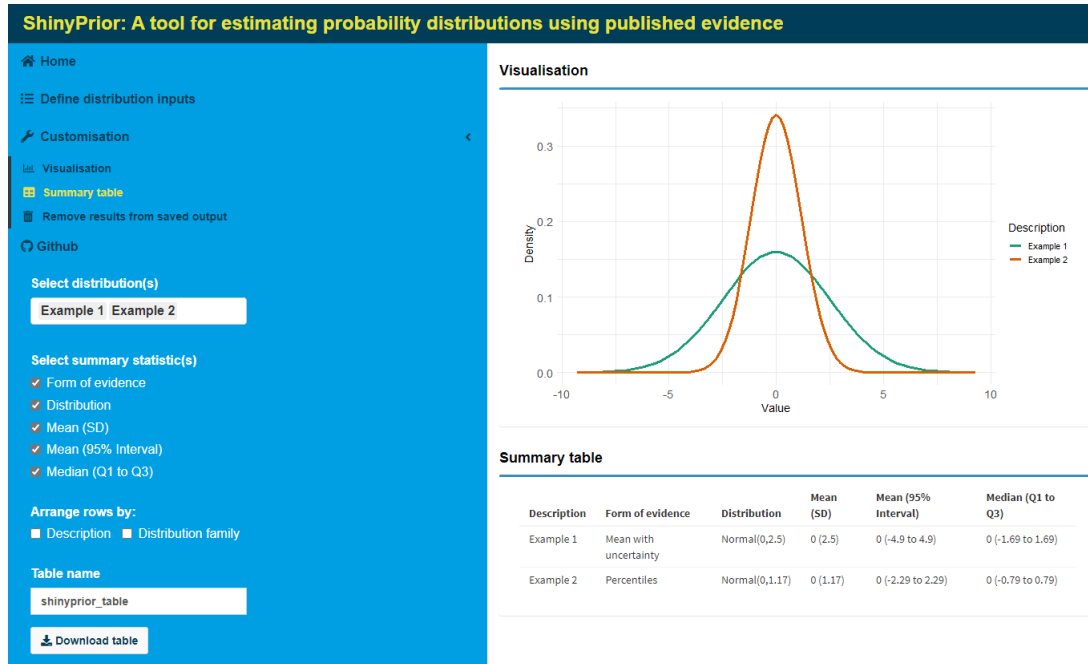 ShinyPrior: A tool for estimating probability distributions using published evidence
Home
Define distribution inputs
Customisation
Visualisation
Summary table
Remove results from saved output
Github
Select distribution(s)
Example 1 Example 2
Select summary statistic(s)
Form of evidence
Distribution
Mean (SD)
Mean (95% Interval)
Median (Q1 to Q3)
Arrange rows by:
Description Distribution family
Table name
shinyprior_table
Download table
Visualisation
0.3
0.2
0.1
0.0
Density
-10 -5 0 5 10
Value
Description
Example 1
Example 2
Summary table
Description Form of evidence Distribution Mean (SD) Mean (95% Interval) Median (Q1 to Q3)
Example 1 Mean with uncertainty Normal(0,2.5) 0 (2.5) 0 (-4.9 to 4.9) 0 (-1.69 to 1.69)
Example 2 Percentiles Normal(0,1.17) 0 (1.17) 0 (-2.29 to 2.29) 0 (-0.79 to 0.79)